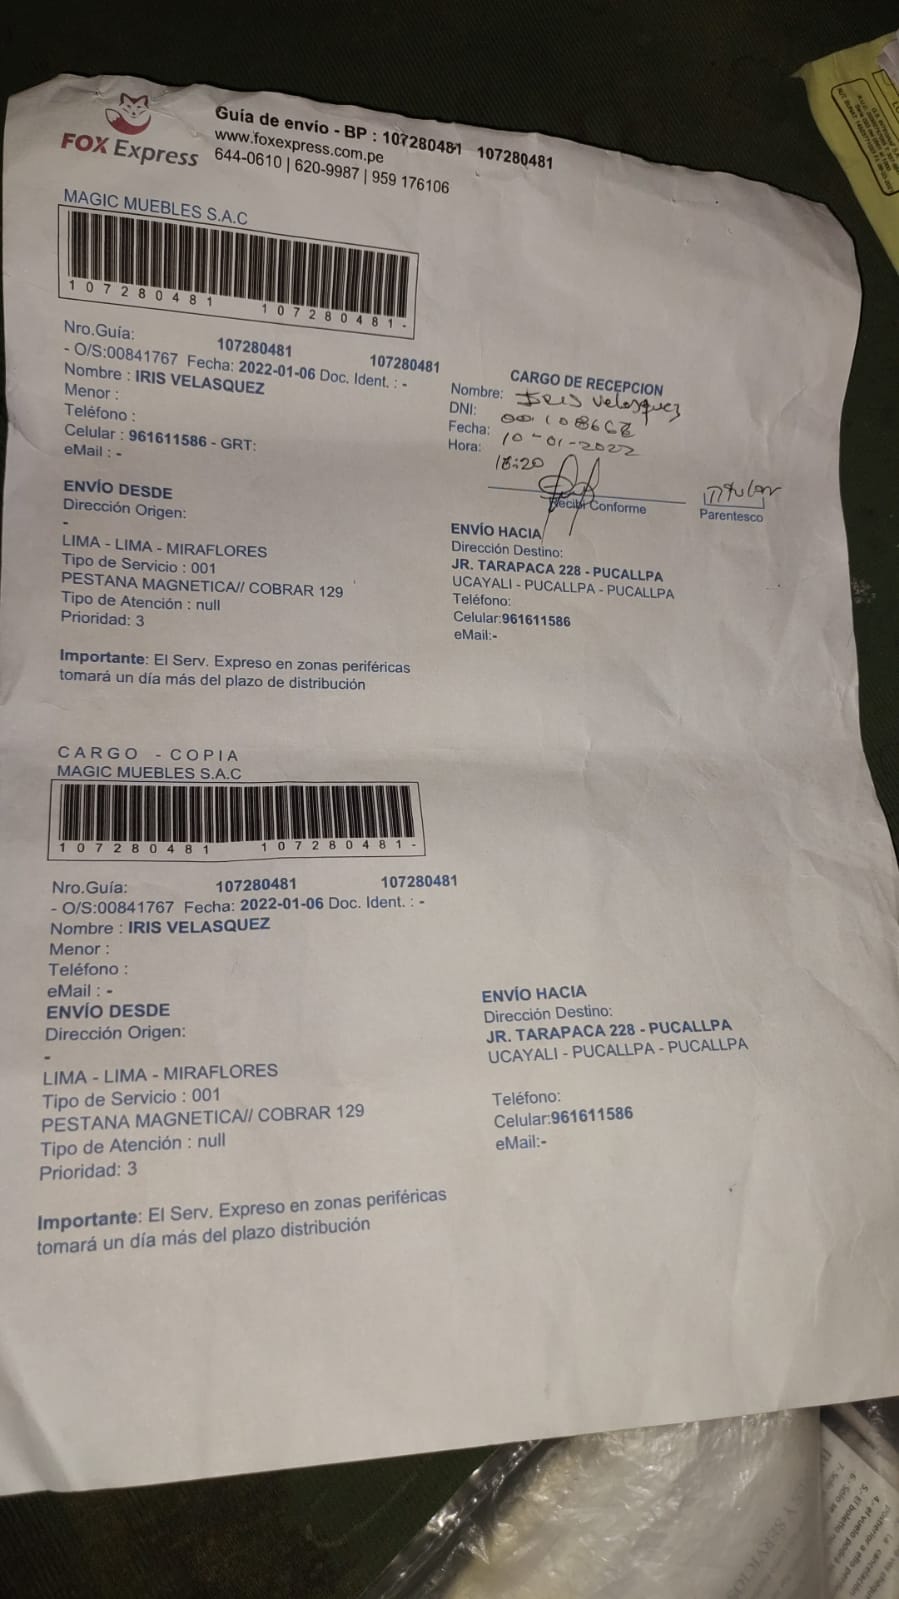 FOX Express
Guía de envío - BP : 107280481 107280481
www.foxexpress.com.pe
644-0610 | 620-9987 | 959 176106
MAGIC MUEBLES S.A.C
107280481 107280481-
Nro.Guía: 107280481 107280481
- O/S:00841767 Fecha: 2022-01-06 Doc. Ident. : -
Nombre : IRIS VELASQUEZ
Menor :
Teléfono :
Celular : 961611586 - GRT:
eMail : -
CARGO DE RECEPCION
Nombre: Iris Velasquez
DNI:
Fecha: 10-01-2022
Hora: 18:20
Recibi Conforme
Titular
Parentesco
ENVÍO DESDE
Dirección Origen:
-
LIMA - LIMA - MIRAFLORES
Tipo de Servicio : 001
PESTANA MAGNETICA// COBRAR 129
Tipo de Atención : null
Prioridad: 3
ENVÍO HACIA
Dirección Destino:
JR. TARAPACA 228 - PUCALLPA
UCAYALI - PUCALLPA - PUCALLPA
Teléfono:
Celular:961611586
eMail:-
Importante: El Serv. Expreso en zonas periféricas
tomará un día más del plazo de distribución
CARGO - COPIA
MAGIC MUEBLES S.A.C
107280481 107280481-
Nro.Guía: 107280481 107280481
- O/S:00841767 Fecha: 2022-01-06 Doc. Ident. : -
Nombre : IRIS VELASQUEZ
Menor :
Teléfono :
eMail : -
ENVÍO DESDE
Dirección Origen:
-
LIMA - LIMA - MIRAFLORES
Tipo de Servicio : 001
PESTANA MAGNETICA// COBRAR 129
Tipo de Atención : null
Prioridad: 3
ENVÍO HACIA
Dirección Destino:
JR. TARAPACA 228 - PUCALLPA
UCAYALI - PUCALLPA - PUCALLPA
Teléfono:
Celular:961611586
eMail:-
Importante: El Serv. Expreso en zonas periféricas
tomará un día más del plazo distribución